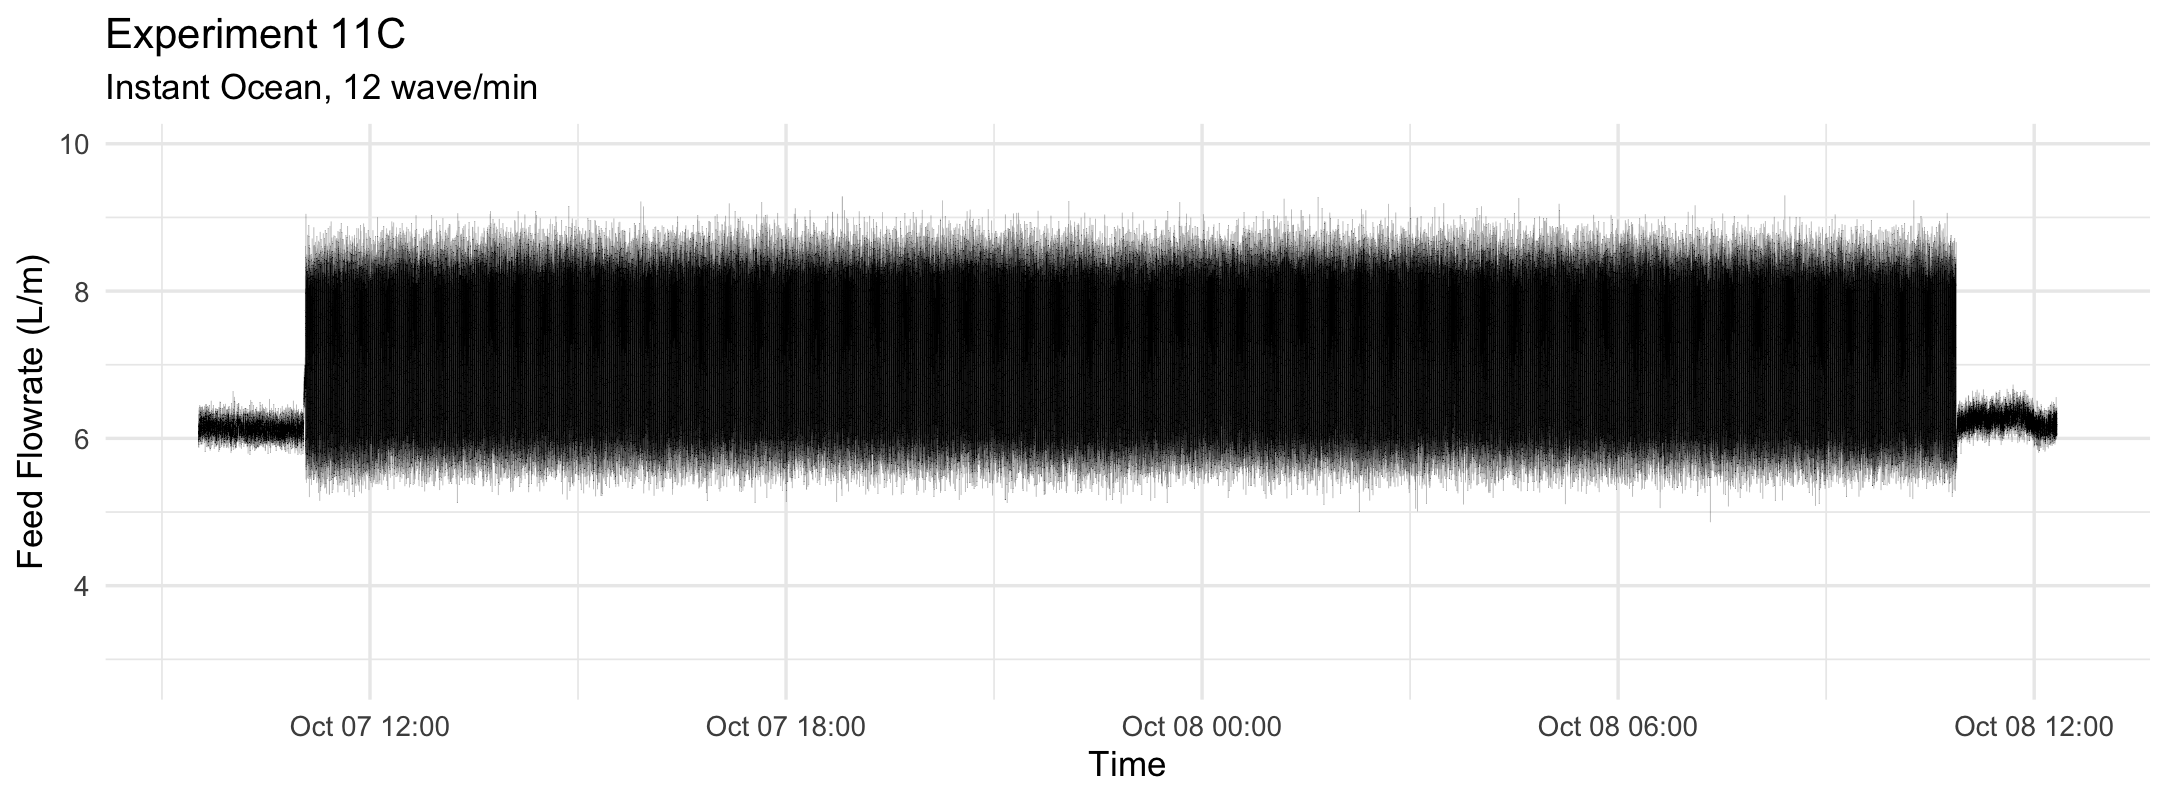 Experiment 11C
Instant Ocean, 12 wave/min
10
8
6
4
Feed Flowrate (L/m)
Oct 07 12:00
Oct 07 18:00
Oct 08 00:00
Oct 08 06:00
Oct 08 12:00
Time